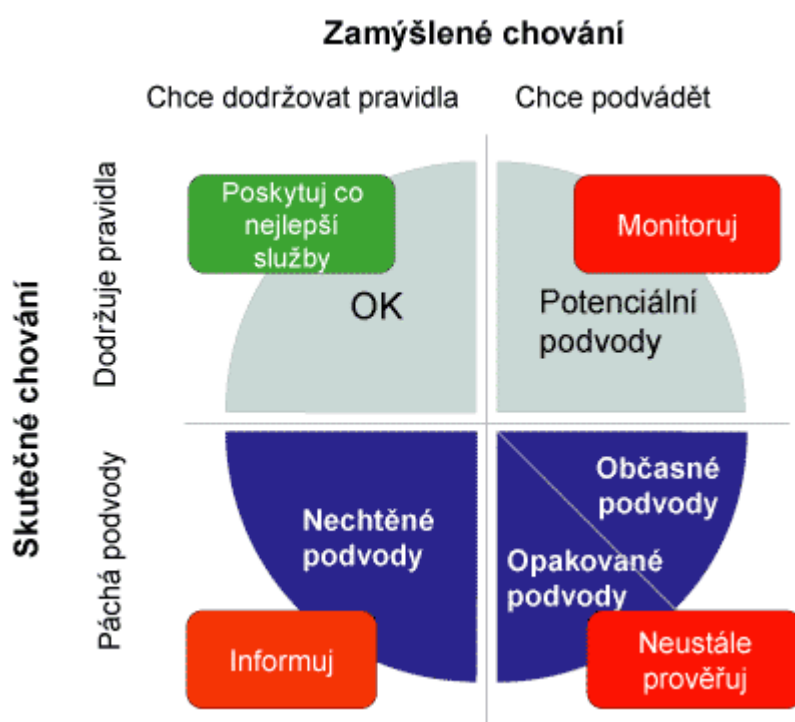 Zamýšlené chování
Chce dodržovat pravidla
Chce podvádět
Skutečné chování
Dodržuje pravidla
Poskytuj co
nejlepší
služby
OK
Monitoruj
Potenciální
podvody
Páchá podvody
Nechtěné
podvody
Informuj
Občasné
podvody
Opakované
podvody
Neustále
prověřuj